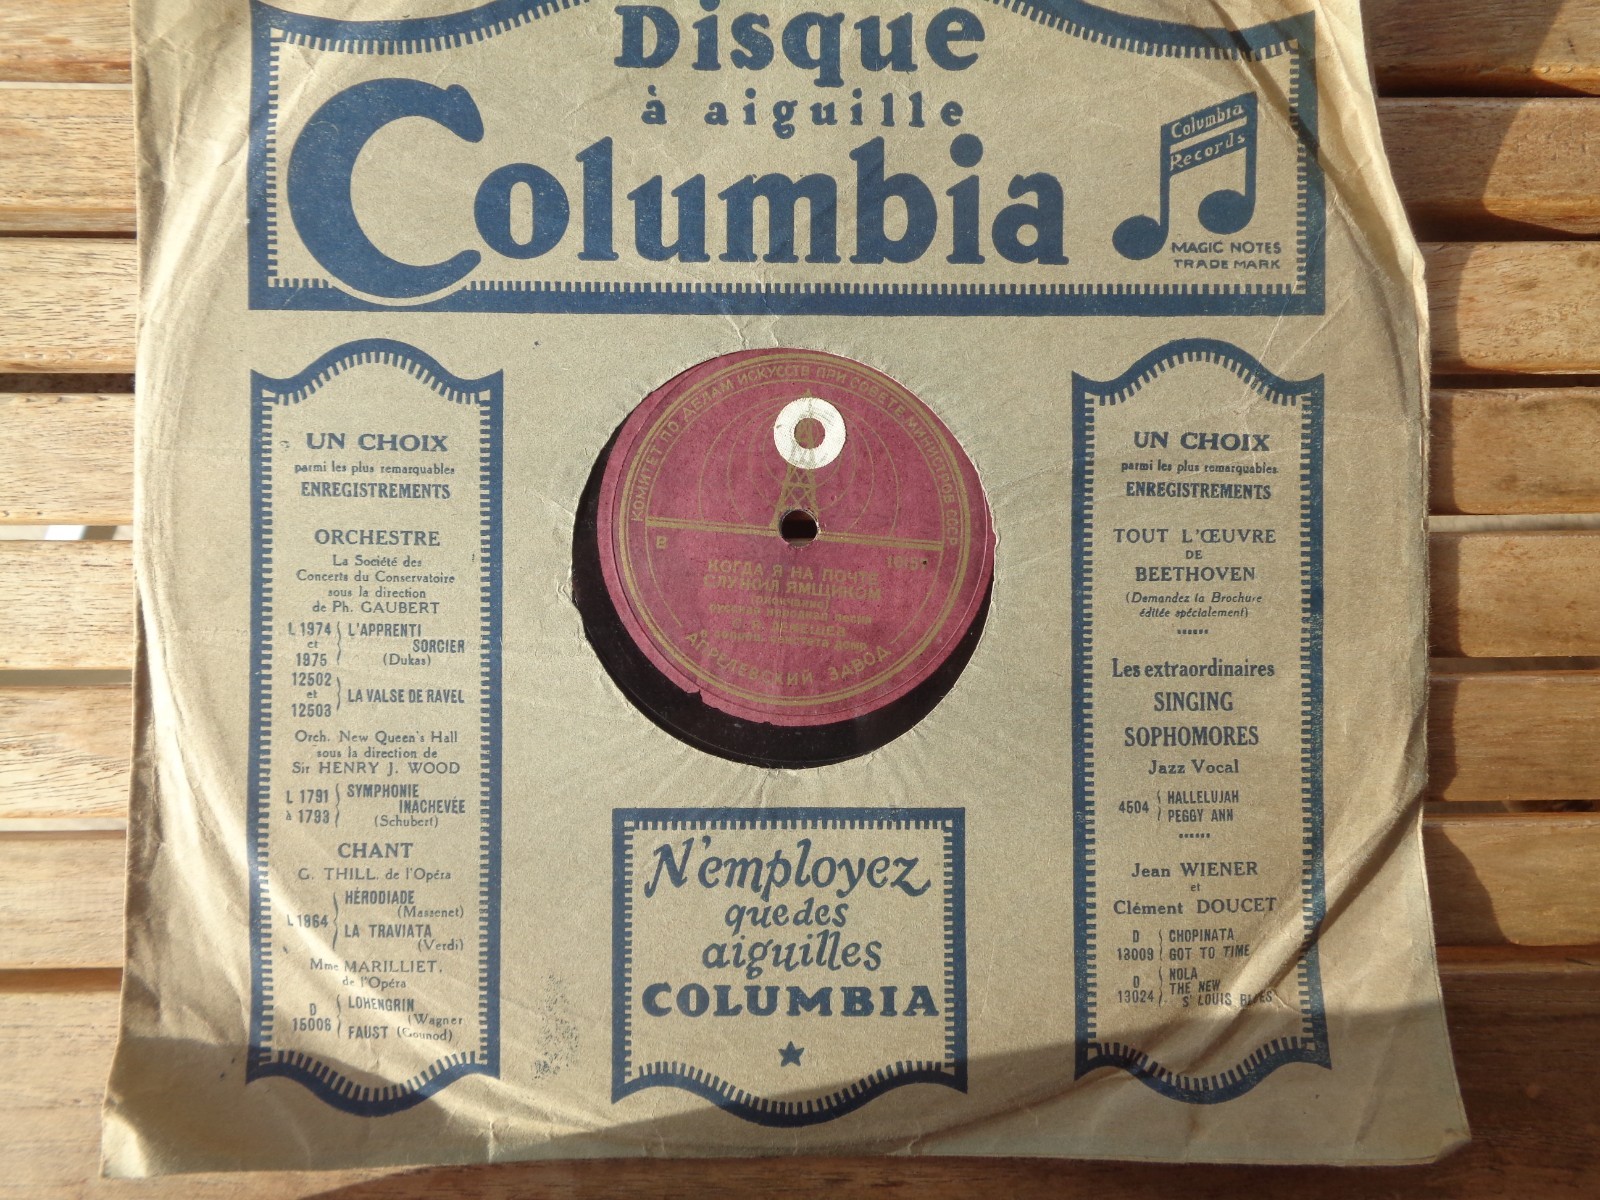 Disque
à aiguille
Columbia
Columbia
Records
MAGIC NOTES
TRADE MARK
UN CHOIX
parmi les plus remarquables
ENREGISTREMENTS
ORCHESTRE
La Société des
Concerts du Conservatoire
sous la direction
de Ph. GAUBERT
L 1974
et
1975
L'APPRENTI
SORCIER
(Dukas)
12502
et
12503
LA VALSE DE RAVEL
Orch. New Queen's Hall
sous la direction de
Sir HENRY J. WOOD
L 1791
à 1793
SYMPHONIE
INACHEVÉE
(Schubert)
CHANT
G. THILL. de l'Opéra
L 1864
HÉRODIADE
(Massenet)
LA TRAVIATA
(Verdi)
Mme MARILLIET,
de l'Opéra
D
15006
LOHENGRIN
(Wagner
FAUST (Gounod)
КОМИТЕТ ПО ДЕЛАМ ИСКУССТВ ПРИ СОВЕТЕ МИНИСТРОВ СССР
В
КОГДА Я НА ПОЧТЕ
СЛУЖИЛ ЯМЩИКОМ
(окончание)
русская народная песня
АПРЕЛЕВСКИЙ ЗАВОД
N'employez
que des
aiguilles
COLUMBIA
UN CHOIX
parmi les plus remarquables
ENREGISTREMENTS
TOUT L'ŒUVRE
DE
BEETHOVEN
(Demandez la Brochure
éditée spécialement)
Les extraordinaires
SINGING
SOPHOMORES
Jazz Vocal
4504
HALLELUJAH
PEGGY ANN
Jean WIENER
et
Clément DOUCET
D
13009
CHOPINATA
GOT TO TIME
D
13024
NOLA
THE NEW
St LOUIS BLUES